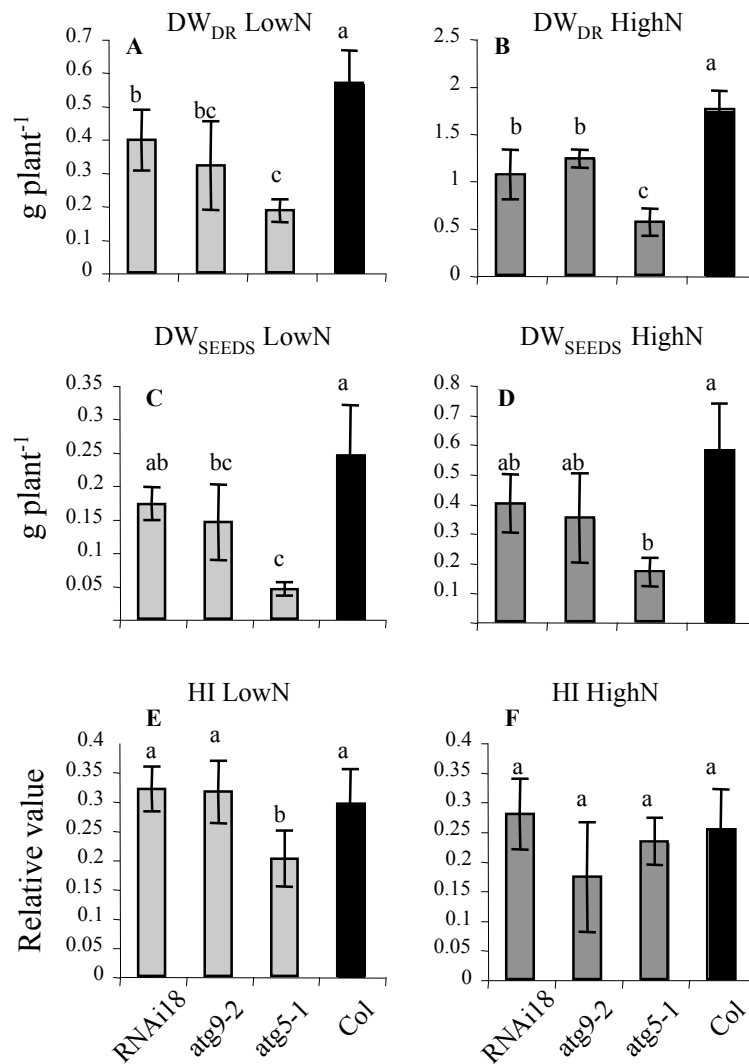 DW_DR LowN
A
g plant⁻¹
0.7
0.6
0.5
0.4
0.3
0.2
0.1
0
b
bc
c
a
DW_DR HighN
B
2.5
2
1.5
1
0.5
0
b
b
c
a
DW_SEEDS LowN
C
g plant⁻¹
0.35
0.3
0.25
0.2
0.15
0.1
0.05
ab
bc
c
a
DW_SEEDS HighN
D
0.8
0.7
0.6
0.5
0.4
0.3
0.2
0.1
ab
ab
b
a
HI LowN
E
Relative value
0.4
0.35
0.3
0.25
0.2
0.15
0.1
0.05
0
a
a
b
a
RNAi18
atg9-2
atg5-1
Col
HI HighN
F
0.4
0.35
0.3
0.25
0.2
0.15
0.1
0.05
0
a
a
a
a
RNAi18
atg9-2
atg5-1
Col